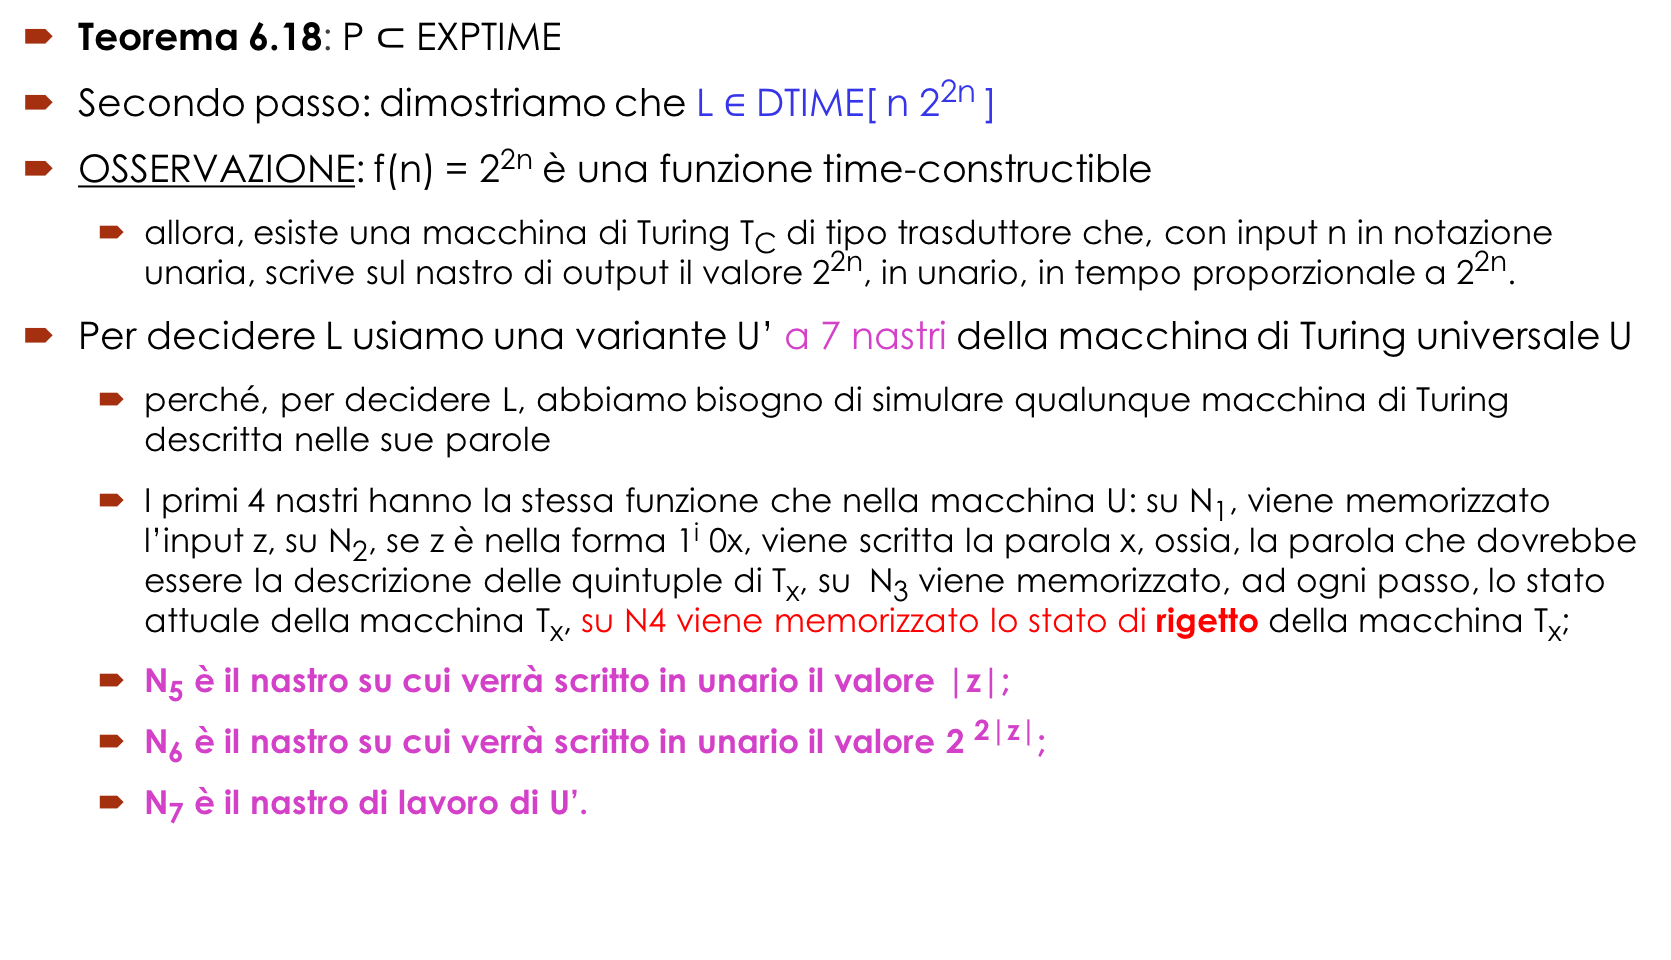 Teorema 6.18: P ⊂ EXPTIME
Secondo passo: dimostriamo che L ∈ DTIME[ n 2^2n ]
OSSERVAZIONE: f(n) = 2^2n è una funzione time-constructible
allora, esiste una macchina di Turing T_C di tipo trasduttore che, con input n in notazione
unaria, scrive sul nastro di output il valore 2^2n, in unario, in tempo proporzionale a 2^2n.
Per decidere L usiamo una variante U’ a 7 nastri della macchina di Turing universale U
perché, per decidere L, abbiamo bisogno di simulare qualunque macchina di Turing
descritta nelle sue parole
I primi 4 nastri hanno la stessa funzione che nella macchina U: su N_1, viene memorizzato
l’input z, su N_2, se z è nella forma 1^i 0x, viene scritta la parola x, ossia, la parola che dovrebbe
essere la descrizione delle quintuple di T_x, su N_3 viene memorizzato, ad ogni passo, lo stato
attuale della macchina T_x, su N4 viene memorizzato lo stato di rigetto della macchina T_x;
N_5 è il nastro su cui verrà scritto in unario il valore |z|;
N_6 è il nastro su cui verrà scritto in unario il valore 2 ^2|z|;
N_7 è il nastro di lavoro di U’.